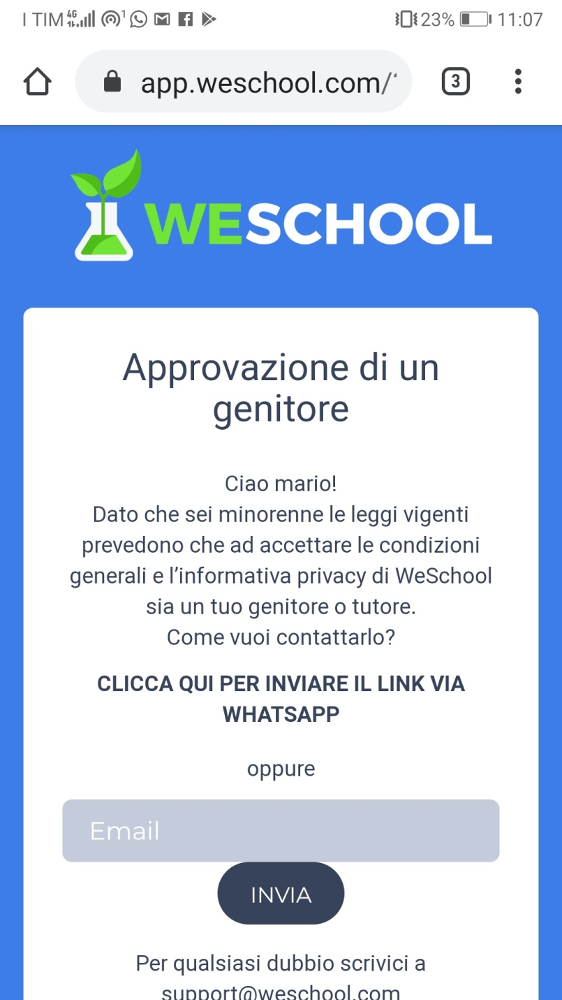 I TIM 4G 1 23% 11:07
app.weschool.com/
3
WESCHOOL
Approvazione di un
genitore
Ciao mario!
Dato che sei minorenne le leggi vigenti
prevedono che ad accettare le condizioni
generali e l’informativa privacy di WeSchool
sia un tuo genitore o tutore.
Come vuoi contattarlo?
CLICCA QUI PER INVIARE IL LINK VIA
WHATSAPP
oppure
Email
INVIA
Per qualsiasi dubbio scrivici a
support@weschool.com